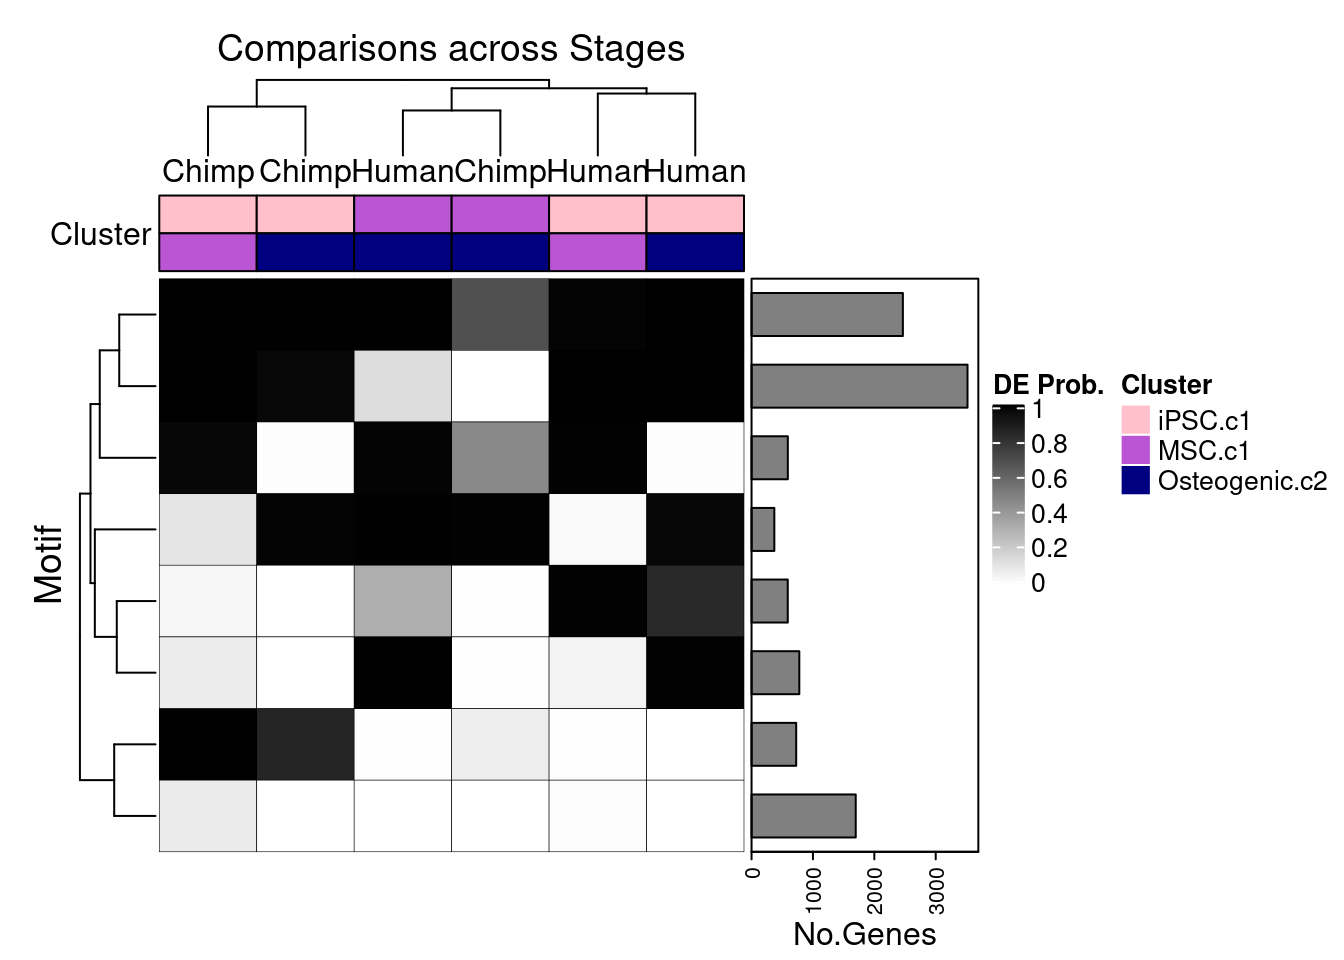 Comparisons across Stages
Chimp Chimp Human Chimp Human Human
Cluster
Motif
DE Prob.
1
0.8
0.6
0.4
0.2
0
Cluster
iPSC.c1
MSC.c1
Osteogenic.c2
0 1000 2000 3000
No.Genes